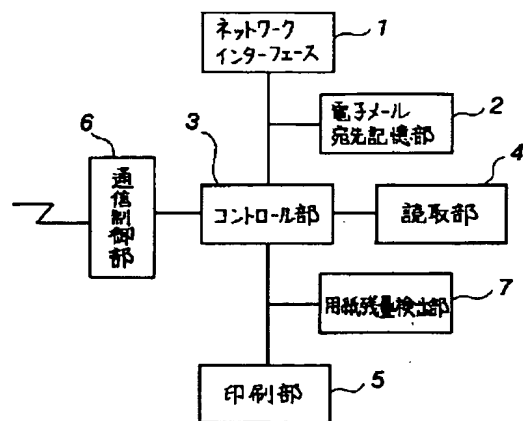 ネットワーク
インターフェース
1
電子メール
宛先記憶部
2
6
通信制御部
3
コントロール部
4
読取部
用紙残量検出部
7
印刷部
5